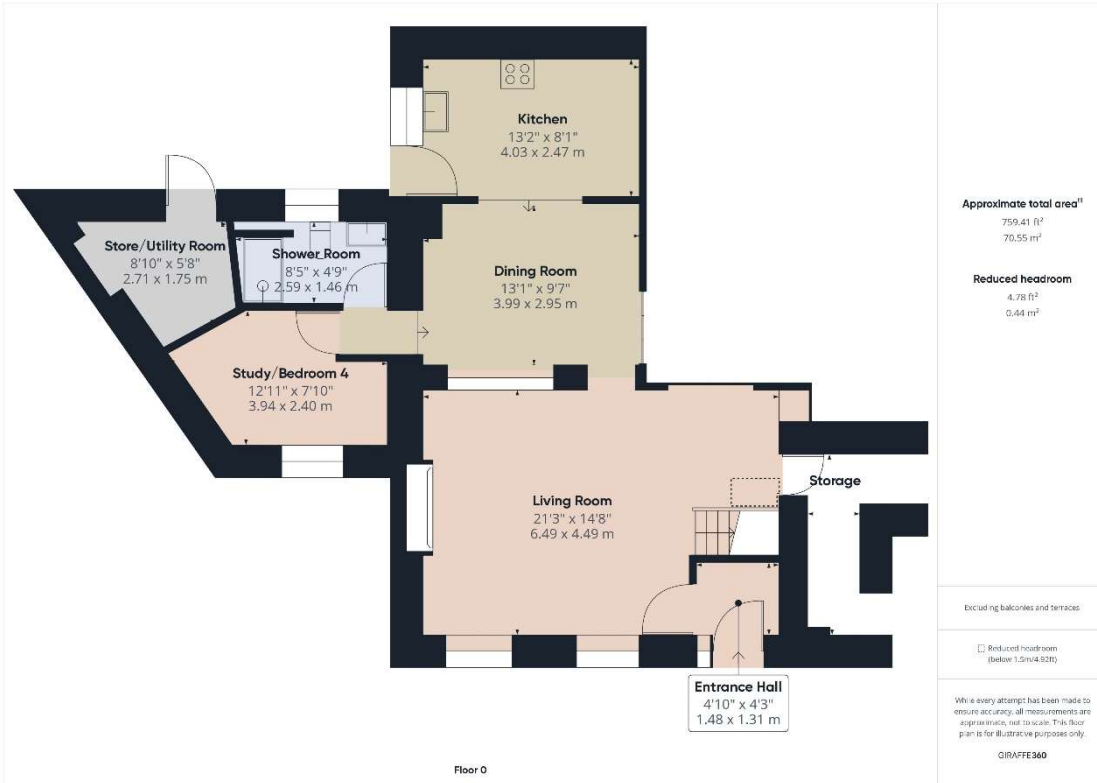 Kitchen
13'2" x 8'1"
4.03 x 2.47 m
Store/Utility Room
8'10" x 5'8"
2.71 x 1.75 m
Shower Room
8'5" x 4'9"
2.59 x 1.46 m
Dining Room
13'1" x 9'7"
3.99 x 2.95 m
Study/Bedroom 4
12'11" x 7'10"
3.94 x 2.40 m
Living Room
21'3" x 14'8"
6.49 x 4.49 m
Storage
Entrance Hall
4'10" x 4'3"
1.48 x 1.31 m
Floor 0
Approximate total area⁽¹⁾
759.41 ft²
70.55 m²
Reduced headroom
4.78 ft²
0.44 m²
Excluding balconies and terraces
Reduced headroom
(below 1.5m/4.92ft)
While every attempt has been made to
ensure accuracy, all measurements are
approximate, not to scale. This floor
plan is for illustrative purposes only.
GIRAFFE360